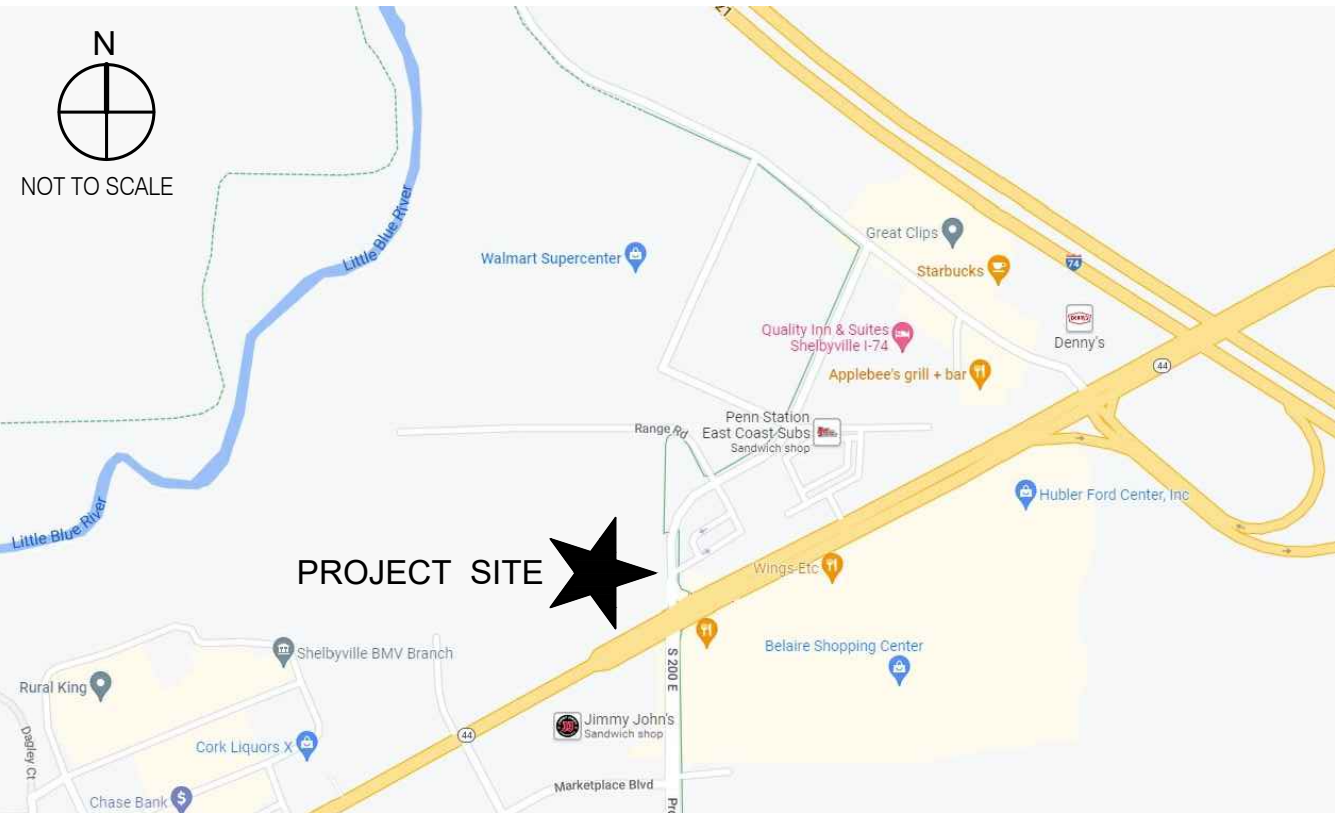 21
N
NOT TO SCALE
Little Blue River
Great Clips
Walmart Supercenter
Starbucks
74
Quality Inn & Suites
Shelbyville I-74
DENNY'S
Denny's
44
Applebee's grill + bar
Penn Station
East Coast Subs
Sandwich shop
Range Rd
Hubler Ford Center, Inc
Little Blue River
PROJECT SITE
Wings-Etc
Belaire Shopping Center
S 200 E
Shelbyville BMV Branch
Rural King
Jimmy John's
Sandwich shop
44
Dagley Ct
Cork Liquors X
Marketplace Blvd
Chase Bank
$